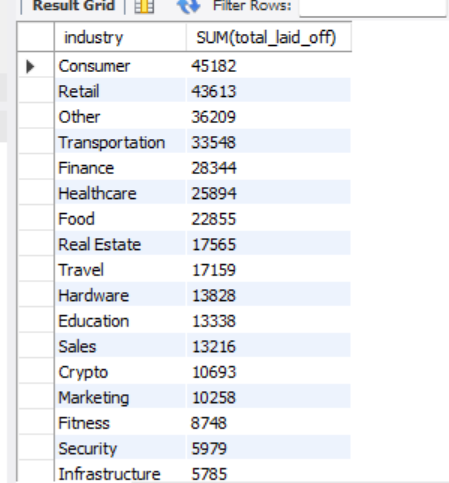 Result Grid Filter Rows:
industry SUM(total_laid_off)
Consumer 45182
Retail 43613
Other 36209
Transportation 33548
Finance 28344
Healthcare 25894
Food 22855
Real Estate 17565
Travel 17159
Hardware 13828
Education 13338
Sales 13216
Crypto 10693
Marketing 10258
Fitness 8748
Security 5979
Infrastructure 5785